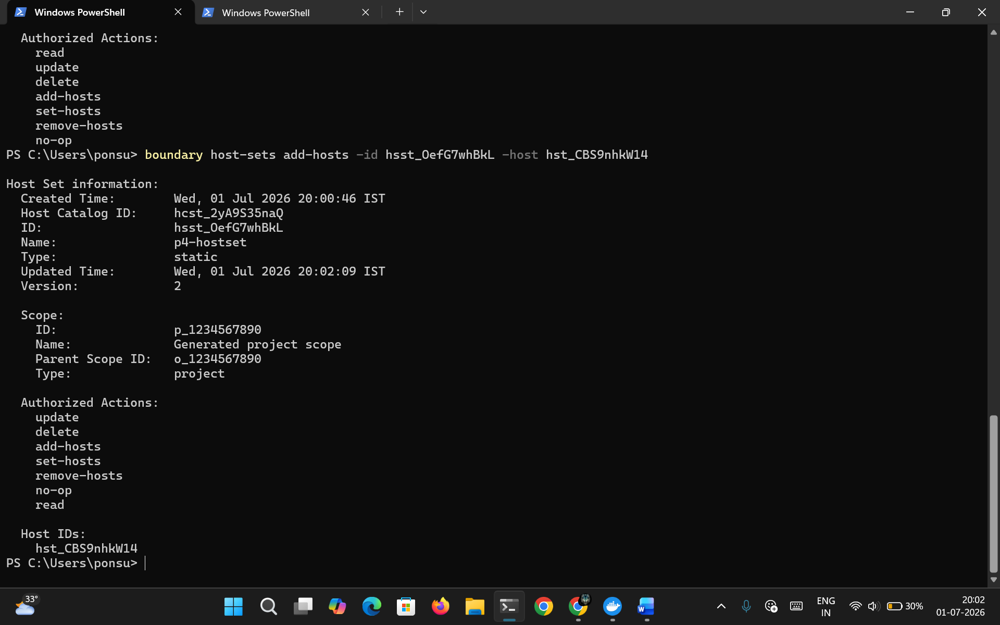 Windows PowerShell
Windows PowerShell
Authorized Actions:
read
update
delete
add-hosts
set-hosts
remove-hosts
no-op
PS C:\Users\ponsu> boundary host-sets add-hosts -id hsst_OefG7whBkL -host hst_CBS9nhkW14
Host Set information:
Created Time: Wed, 01 Jul 2026 20:00:46 IST
Host Catalog ID: hcst_2yA9S35naQ
ID: hsst_OefG7whBkL
Name: p4-hostset
Type: static
Updated Time: Wed, 01 Jul 2026 20:02:09 IST
Version: 2
Scope:
ID: p_1234567890
Name: Generated project scope
Parent Scope ID: o_1234567890
Type: project
Authorized Actions:
update
delete
add-hosts
set-hosts
remove-hosts
no-op
read
Host IDs:
hst_CBS9nhkW14
PS C:\Users\ponsu>
33°
W
ENG
IN
30%
20:02
01-07-2026